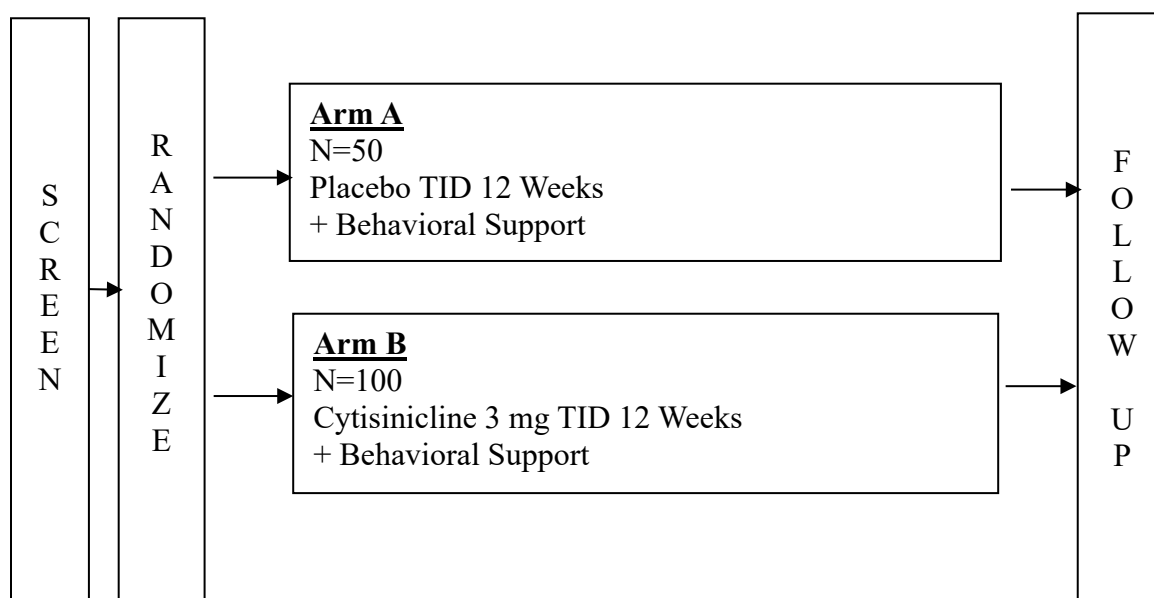 SCREEN
RANDOMIZE
Arm A
N=50
Placebo TID 12 Weeks
+ Behavioral Support
Arm B
N=100
Cytisinicline 3 mg TID 12 Weeks
+ Behavioral Support
FOLLOW UP